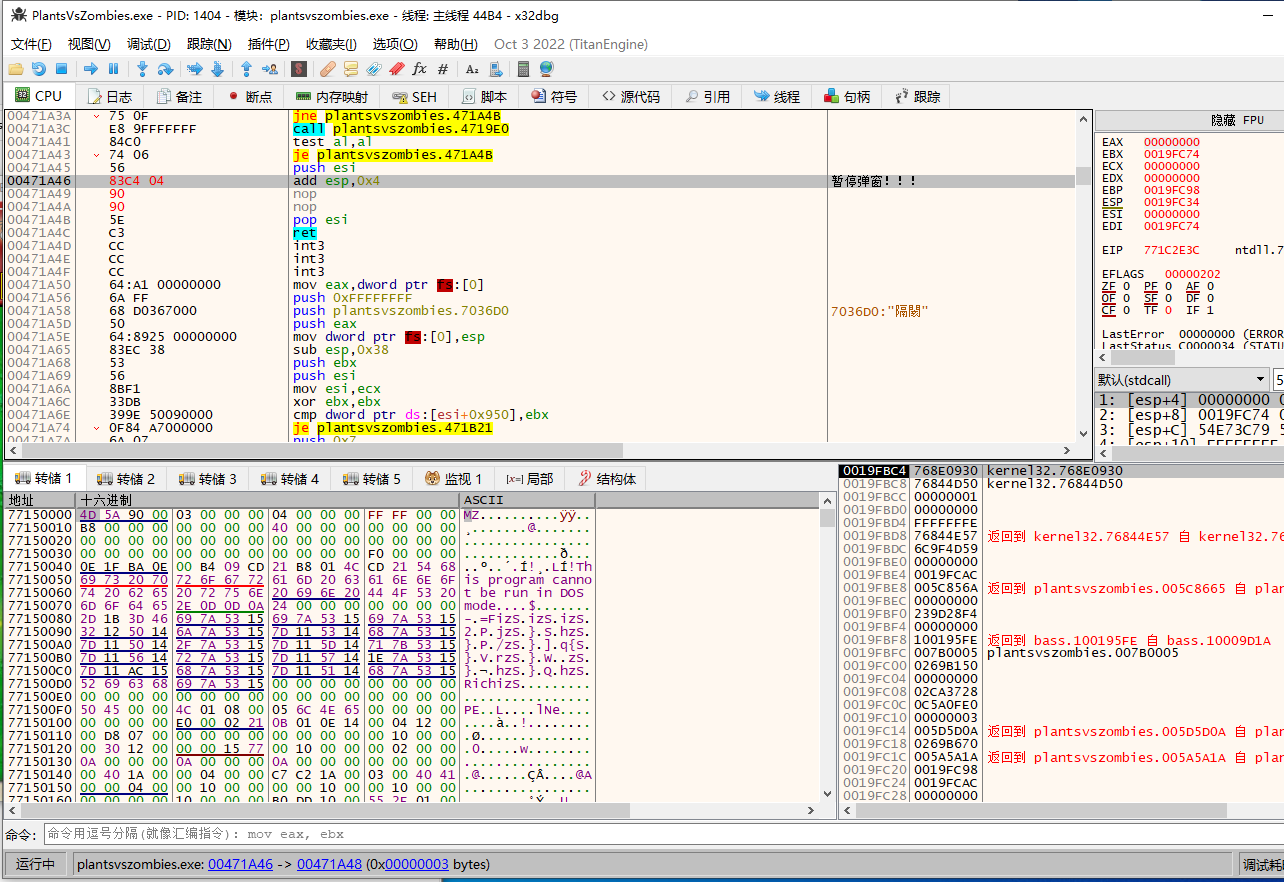 PlantsVsZombies.exe - PID: 1404 - 模块: plantsvszombies.exe - 线程: 主线程 44B4 - x32dbg
文件(F) 视图(V) 调试(D) 跟踪(N) 插件(P) 收藏夹(I) 选项(O) 帮助(H) Oct 3 2022 (TitanEngine)
CPU 日志 备注 断点 内存映射 SEH 脚本 符号 源代码 引用 线程 句柄 跟踪
00471A3A 75 0F jne plantsvszombies.471A4B
00471A3C E8 9FFFFFFF call plantsvszombies.4719E0
00471A41 84C0 test al,al
00471A43 74 06 je plantsvszombies.471A4B
00471A45 56 push esi
00471A46 83C4 04 add esp,0x4 暂停弹窗!!!
00471A49 90 nop
00471A4A 90 nop
00471A4B 5E pop esi
00471A4C C3 ret
00471A4D CC int3
00471A4E CC int3
00471A4F CC int3
00471A50 64:A1 00000000 mov eax,dword ptr fs:[0]
00471A56 6A FF push 0xFFFFFFFF
00471A58 68 D0367000 push plantsvszombies.7036D0 7036D0:"隔閼"
00471A5D 50 push eax
00471A5E 64:8925 00000000 mov dword ptr fs:[0],esp
00471A65 83EC 38 sub esp,0x38
00471A68 53 push ebx
00471A69 56 push esi
00471A6A 8BF1 mov esi,ecx
00471A6C 33DB xor ebx,ebx
00471A6E 399E 50090000 cmp dword ptr ds:[esi+0x950],ebx
00471A74 0F84 A7000000 je plantsvszombies.471B21
00471A7A 6A 07 push 0x7
隐藏 FPU
EAX 00000000
EBX 0019FC74
ECX 00000000
EDX 00000000
EBP 0019FC98
ESP 0019FC34
ESI 00000000
EDI 0019FC74
EIP 771C2E3C ntdll.7
EFLAGS 00000202
ZF 0 PF 0 AF 0
OF 0 SF 0 DF 0
CF 0 TF 0 IF 1
LastError 00000000 (ERROR
LastStatus C0000034 (STATU
默认(stdcall) 5
1: [esp+4] 00000000 0
2: [esp+8] 0019FC74 0
3: [esp+C] 54E73C79 5
4: [esp+10] FFFFFFFF
转储 1 转储 2 转储 3 转储 4 转储 5 监视 1 [x=] 局部 结构体
地址 十六进制 ASCII
77150000 4D 5A 90 00 03 00 00 00 04 00 00 00 FF FF 00 00 MZ..........ÿÿ..
77150010 B8 00 00 00 00 00 00 00 40 00 00 00 00 00 00 00 ¸.......@.......
77150020 00 00 00 00 00 00 00 00 00 00 00 00 00 00 00 00 ................
77150030 00 00 00 00 00 00 00 00 00 00 00 00 F0 00 00 00 ............ð...
77150040 0E 1F BA 0E 00 B4 09 CD 21 B8 01 4C CD 21 54 68 ..º..´.Í!¸.LÍ!Th
77150050 69 73 20 70 72 6F 67 72 61 6D 20 63 61 6E 6E 6F is program canno
77150060 74 20 62 65 20 72 75 6E 20 69 6E 20 44 4F 53 20 t be run in DOS
77150070 6D 6F 64 65 2E 0D 0D 0A 24 00 00 00 00 00 00 00 mode....$.......
77150080 2D 1B 3D 46 69 7A 53 15 69 7A 53 15 69 7A 53 15 -.=FizS.izS.izS.
77150090 32 12 50 14 6A 7A 53 15 7D 11 53 14 68 7A 53 15 2.P.jzS.}.S.hzS.
771500A0 7D 11 50 14 2F 7A 53 15 7D 11 5D 14 71 7B 53 15 }.P./zS.}.].q{S.
771500B0 7D 11 56 14 72 7A 53 15 7D 11 57 14 1E 7A 53 15 }.V.rzS.}.W..zS.
771500C0 7D 11 AC 15 68 7A 53 15 7D 11 51 14 68 7A 53 15 }.¬.hzS.}.Q.hzS.
771500D0 52 69 63 68 69 7A 53 15 00 00 00 00 00 00 00 00 RichizS.........
771500E0 00 00 00 00 00 00 00 00 00 00 00 00 00 00 00 00 ................
771500F0 50 45 00 00 4C 01 08 00 05 6C 4E 65 00 00 00 00 PE..L....lNe....
77150100 00 00 00 00 E0 00 02 21 0B 01 0E 14 00 04 12 00 ....à..!........
77150110 00 D8 07 00 00 00 00 00 00 00 00 00 00 10 00 00 .Ø..............
77150120 00 30 12 00 00 00 15 77 00 10 00 00 00 02 00 00 .0.....w........
77150130 0A 00 00 00 0A 00 00 00 0A 00 00 00 00 00 00 00 ................
77150140 00 40 1A 00 00 04 00 00 C7 C2 1A 00 03 00 40 41 .@......ÇÂ....@A
77150150 00 00 04 00 00 10 00 00 00 00 10 00 00 10 00 00 ................
77150160 00 00 00 00 10 00 00 00 B0 DD 10 00 55 2F 01 00
0019FBC4 768E0930 kernel32.768E0930
0019FBC8 76844D50 kernel32.76844D50
0019FBCC 00000001
0019FBD0 00000000
0019FBD4 FFFFFFFE
0019FBD8 76844E57 返回到 kernel32.76844E57 自 kernel32.76
0019FBDC 6C9F4D59
0019FBE0 00000000
0019FBE4 0019FCAC
0019FBE8 005C856A 返回到 plantsvszombies.005C8665 自 plan
0019FBEC 00000000
0019FBF0 239D28F4
0019FBF4 00000000
0019FBF8 100195FE 返回到 bass.100195FE 自 bass.10009D1A
0019FBFC 007B0005 plantsvszombies.007B0005
0019FC00 0269B150
0019FC04 00000000
0019FC08 02CA3728
0019FC0C 0C5A0FE0
0019FC10 00000003
0019FC14 005D5D0A 返回到 plantsvszombies.005D5D0A 自 plan
0019FC18 0269B670
0019FC1C 005A5A1A 返回到 plantsvszombies.005A5A1A 自 plan
0019FC20 0019FC98
0019FC24 0019FCAC
0019FC28 00000000
命令: 命令用逗号分隔(就像汇编指令): mov eax, ebx
运行中 plantsvszombies.exe: 00471A46 -> 00471A48 (0x00000003 bytes) 调试耗